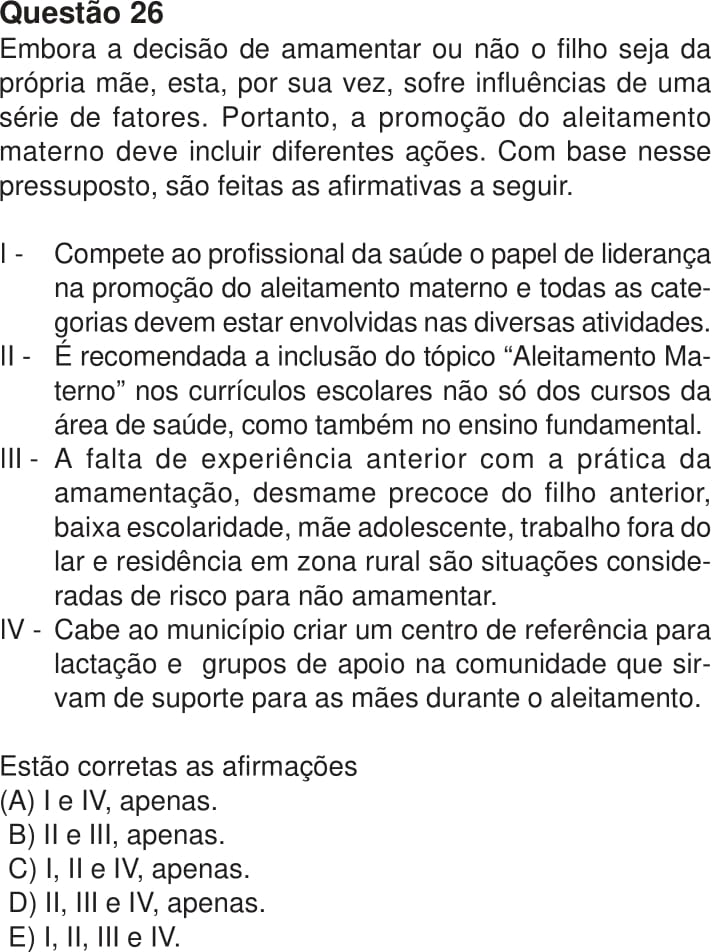 Questão 26
Embora a decisão de amamentar ou não o filho seja da
própria mãe, esta, por sua vez, sofre influências de uma
série de fatores. Portanto, a promoção do aleitamento
materno deve incluir diferentes ações. Com base nesse
pressuposto, são feitas as afirmativas a seguir.
I - Compete ao profissional da saúde o papel de liderança
na promoção do aleitamento materno e todas as cate-
gorias devem estar envolvidas nas diversas atividades.
II - É recomendada a inclusão do tópico “Aleitamento Ma-
terno” nos currículos escolares não só dos cursos da
área de saúde, como também no ensino fundamental.
III - A falta de experiência anterior com a prática da
amamentação, desmame precoce do filho anterior,
baixa escolaridade, mãe adolescente, trabalho fora do
lar e residência em zona rural são situações conside-
radas de risco para não amamentar.
IV - Cabe ao município criar um centro de referência para
lactação e grupos de apoio na comunidade que sir-
vam de suporte para as mães durante o aleitamento.
Estão corretas as afirmações
(A) I e IV, apenas.
B) II e III, apenas.
C) I, II e IV, apenas.
D) II, III e IV, apenas.
E) I, II, III e IV.